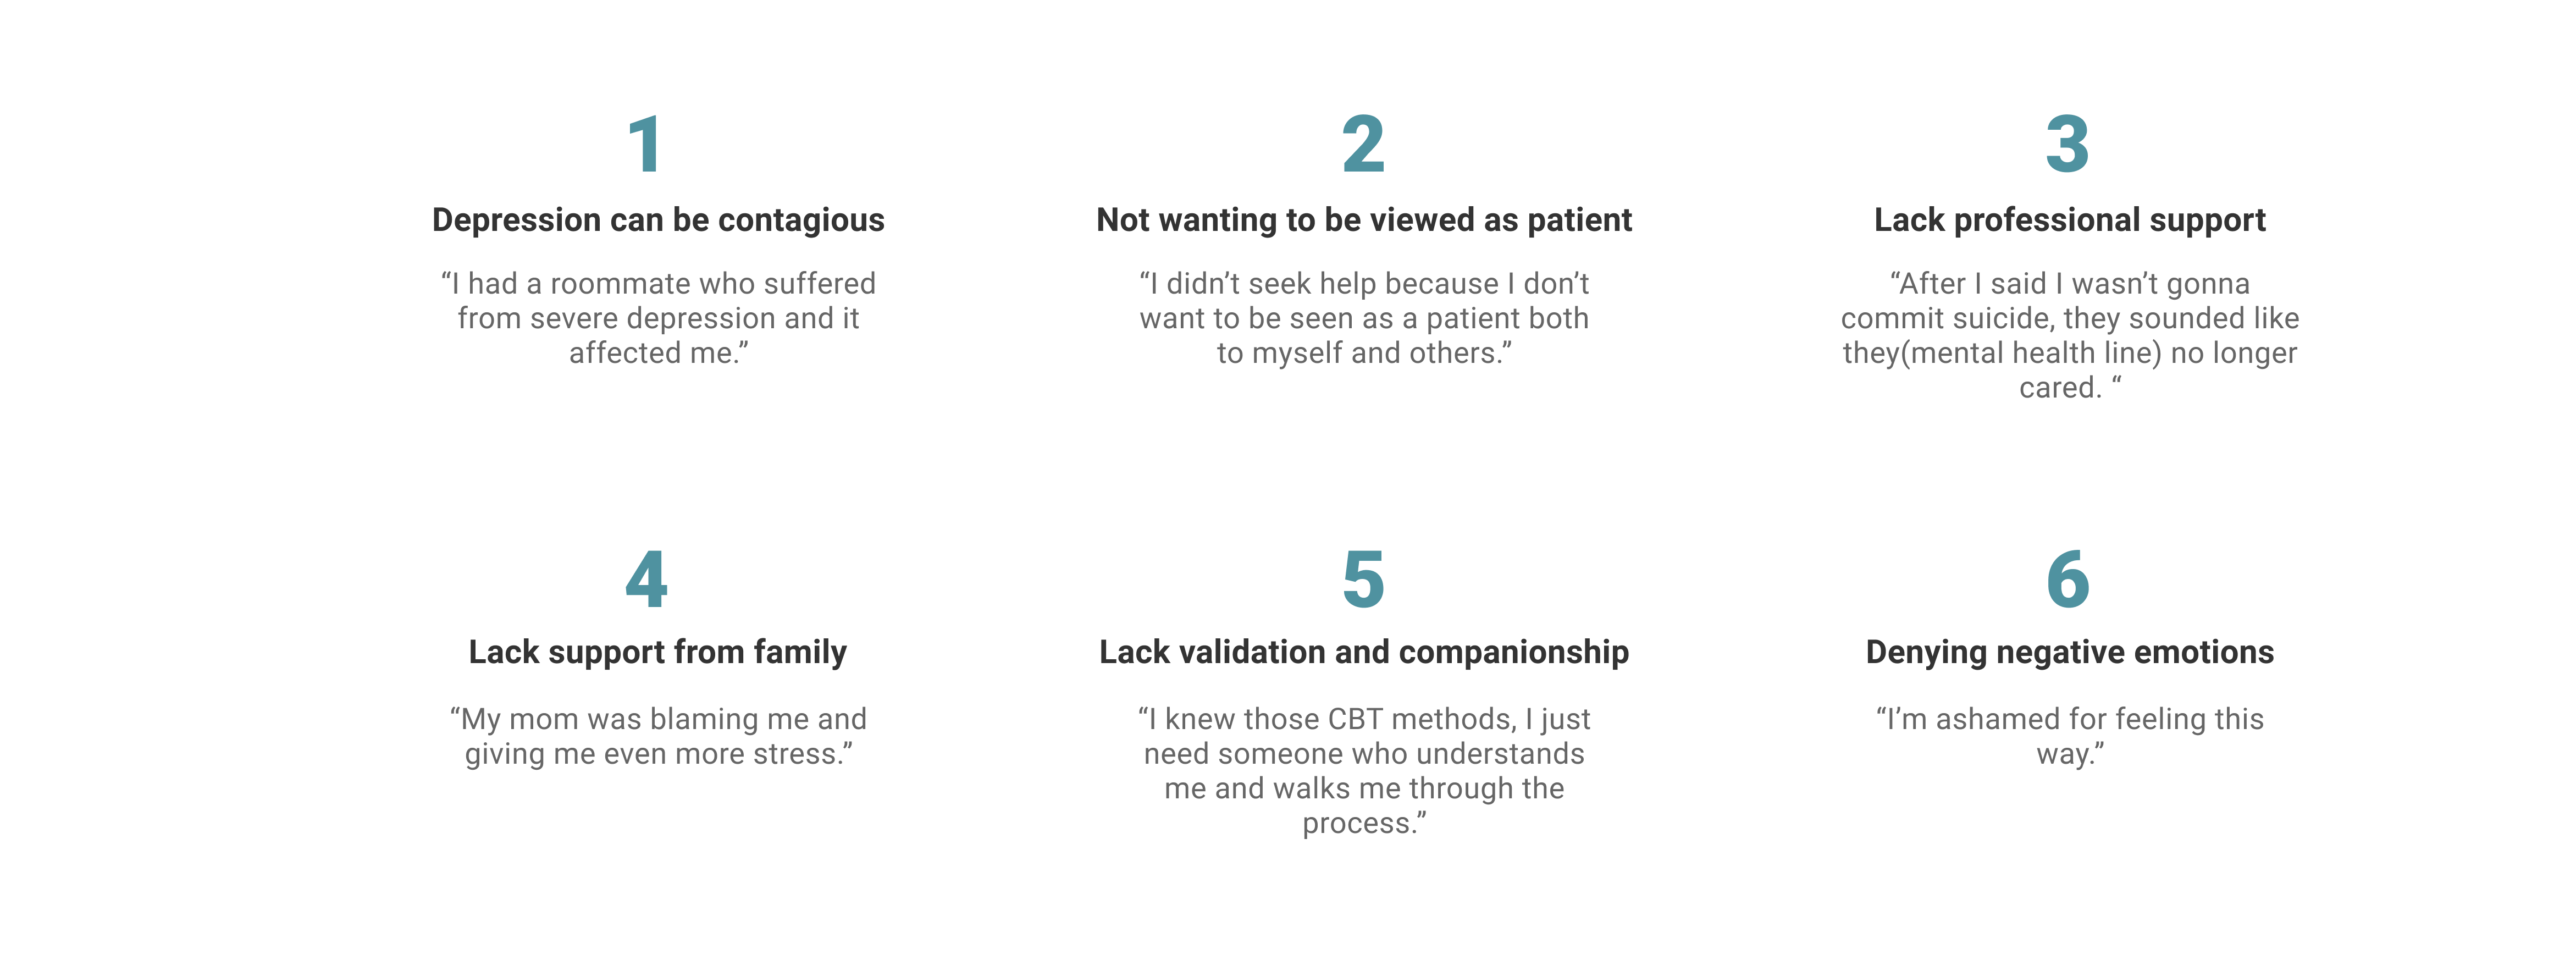 1
Depression can be contagious
“I had a roommate who suffered
from severe depression and it
affected me.”
2
Not wanting to be viewed as patient
“I didn’t seek help because I don’t
want to be seen as a patient both
to myself and others.”
3
Lack professional support
“After I said I wasn’t gonna
commit suicide, they sounded like
they(mental health line) no longer
cared. “
4
Lack support from family
“My mom was blaming me and
giving me even more stress.”
5
Lack validation and companionship
“I knew those CBT methods, I just
need someone who understands
me and walks me through the
process.”
6
Denying negative emotions
“I’m ashamed for feeling this
way.”